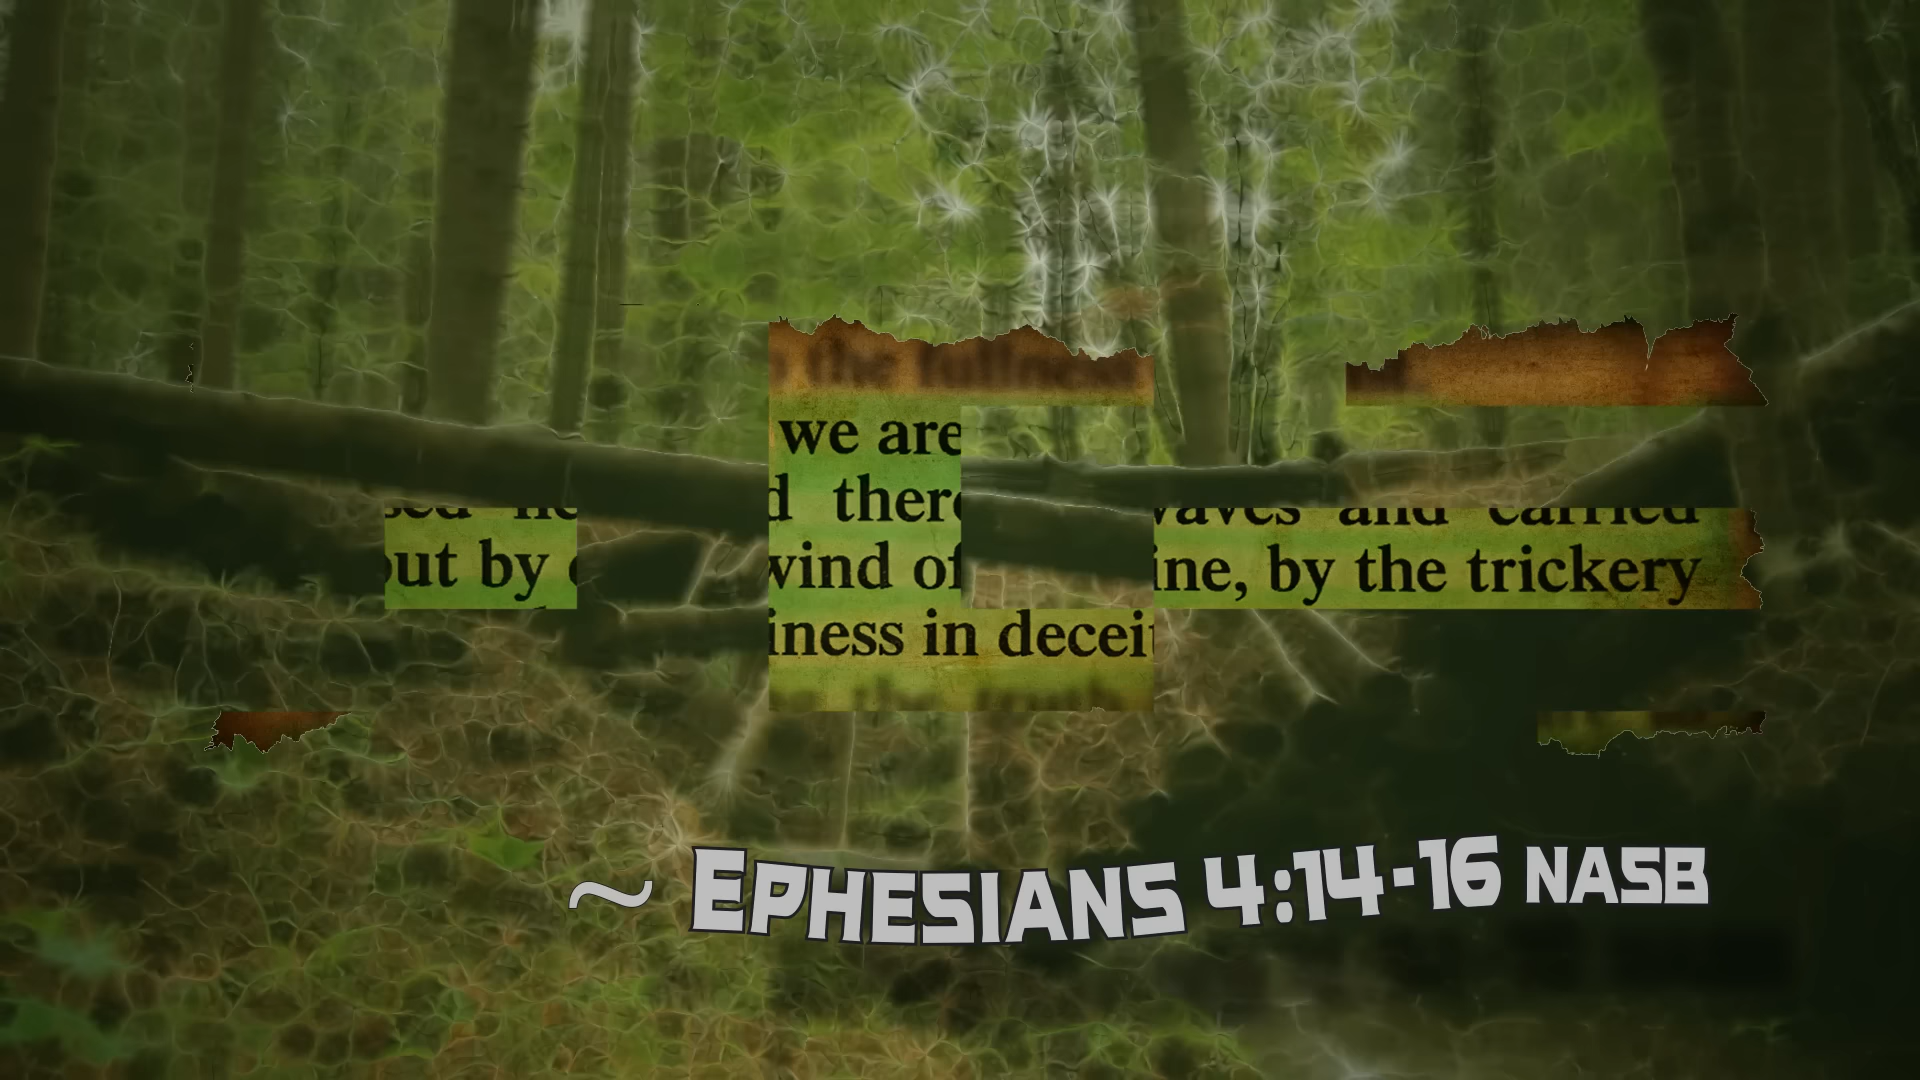 we are
d there
waves and carried
out by
wind of
ine, by the trickery
iness in deceit
~ EPHESIANS 4:14-16 NASB